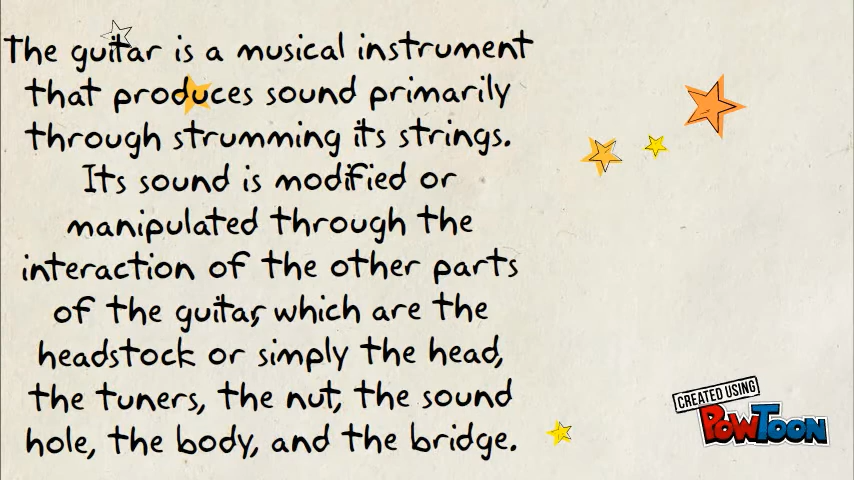 The guitar is a musical instrument
that produces sound primarily
through strumming its strings.
Its sound is modified or
manipulated through the
interaction of the other parts
of the guitar, which are the
headstock or simply the head,
the tuners, the nut, the sound
hole, the body, and the bridge.
CREATED USING
POWTOON